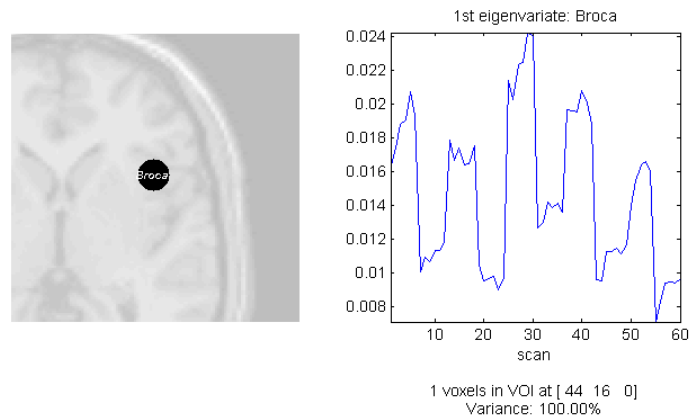 Broca
1st eigenvariate: Broca
0.024
0.022
0.02
0.018
0.016
0.014
0.012
0.01
0.008
10 20 30 40 50 60
scan
1 voxels in VOI at [ 44 16 0]
Variance: 100.00%